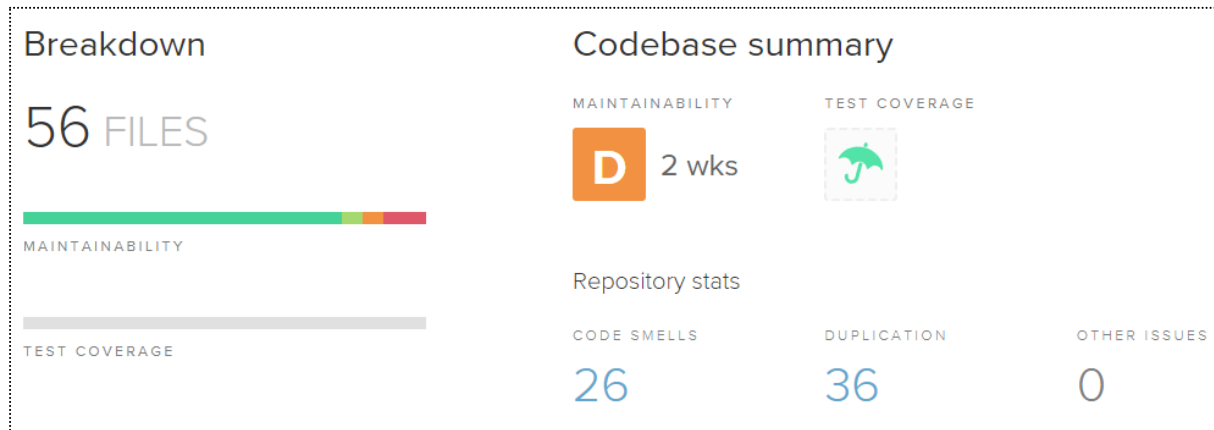 Breakdown
56 FILES
MAINTAINABILITY
TEST COVERAGE
Codebase summary
MAINTAINABILITY
TEST COVERAGE
D
2 wks
Repository stats
CODE SMELLS
DUPLICATION
OTHER ISSUES
26
36
0